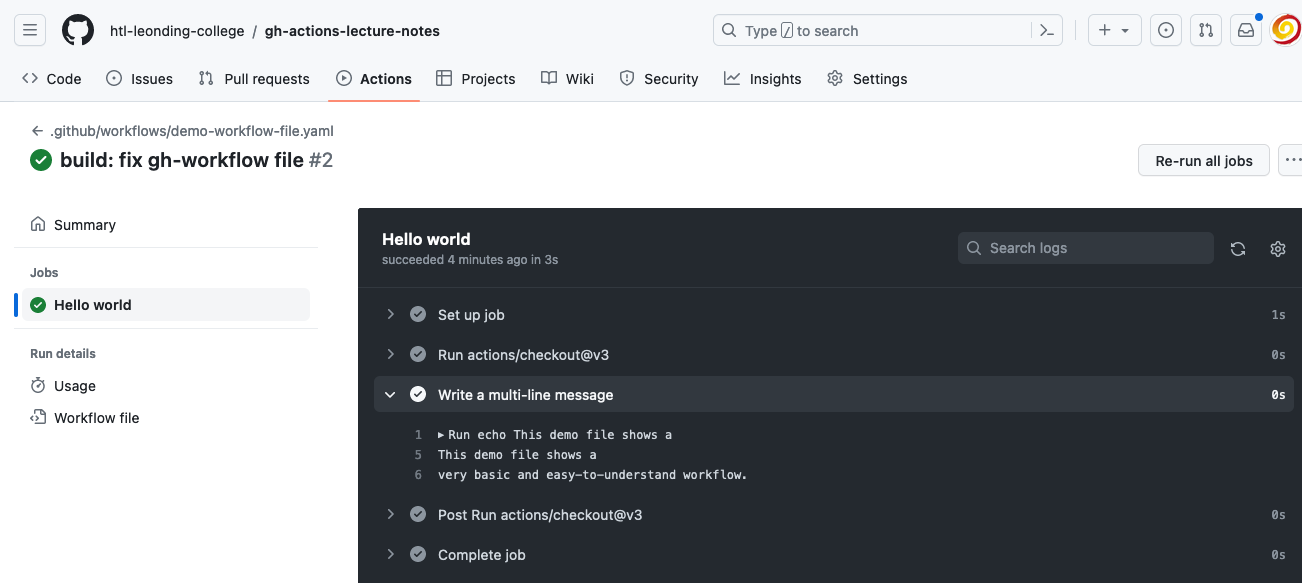 htl-leonding-college / gh-actions-lecture-notes
Type / to search
Code Issues Pull requests Actions Projects Wiki Security Insights Settings
.github/workflows/demo-workflow-file.yaml
build: fix gh-workflow file #2
Re-run all jobs
Summary
Jobs
Hello world
Run details
Usage
Workflow file
Hello world
succeeded 4 minutes ago in 3s
Search logs
Set up job 1s
Run actions/checkout@v3 0s
Write a multi-line message 0s
1 Run echo This demo file shows a
5 This demo file shows a
6 very basic and easy-to-understand workflow.
Post Run actions/checkout@v3 0s
Complete job 0s